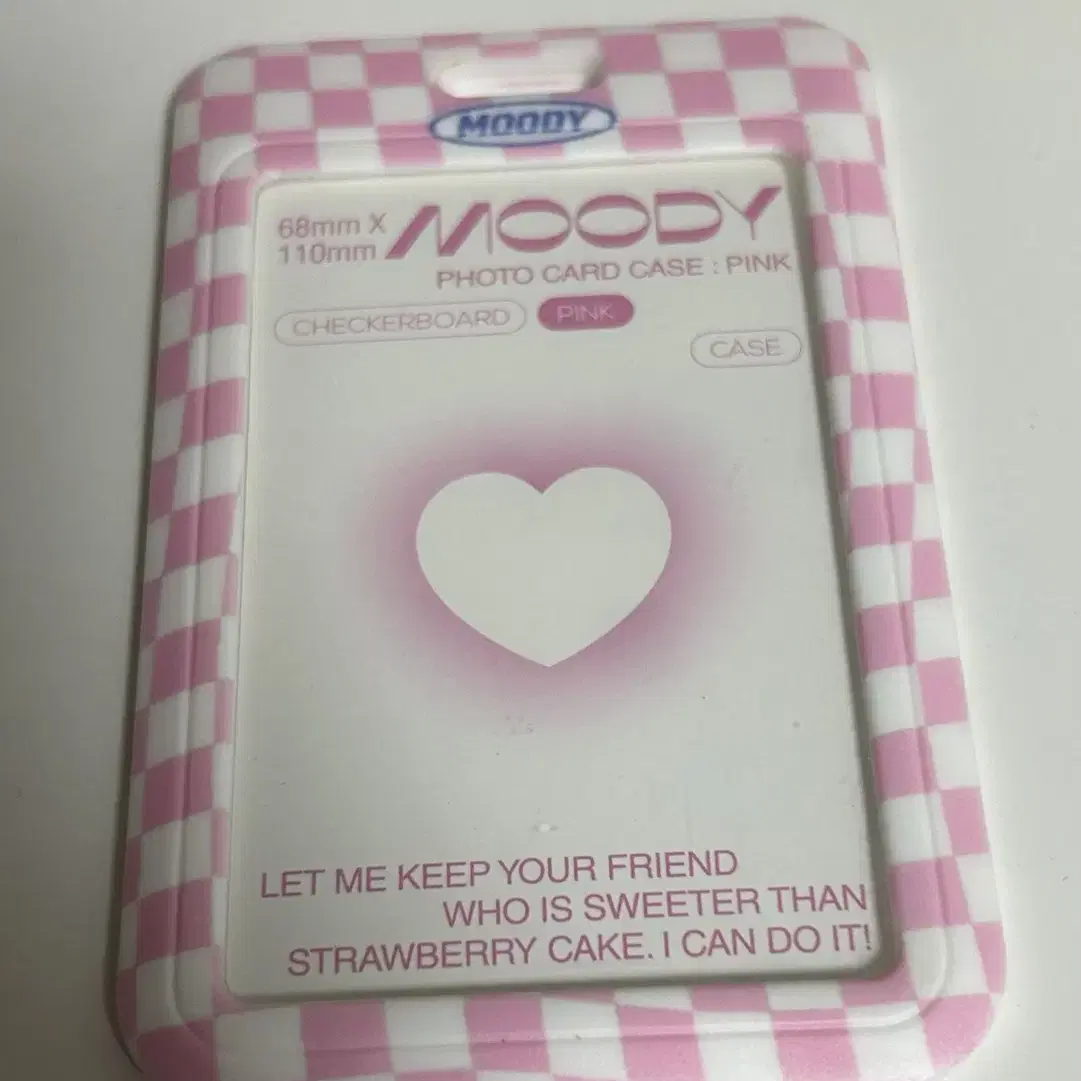 MOODY
68mm X
110mm
MOODY
PHOTO CARD CASE : PINK
CHECKERBOARD
PINK
CASE
LET ME KEEP YOUR FRIEND
WHO IS SWEETER THAN
STRAWBERRY CAKE. I CAN DO IT!